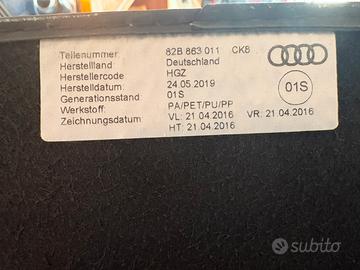 Teilenummer: 82B 863 011 CK8
Herstellland: Deutschland
Herstellercode: HGZ
Herstelldatum: 24.05.2019
Generationsstand: 01S
Werkstoff: PA/PET/PU/PP
Zeichnungsdatum: VL: 21.04.2016 VR: 21.04.2016
HT: 21.04.2016
01S
subito